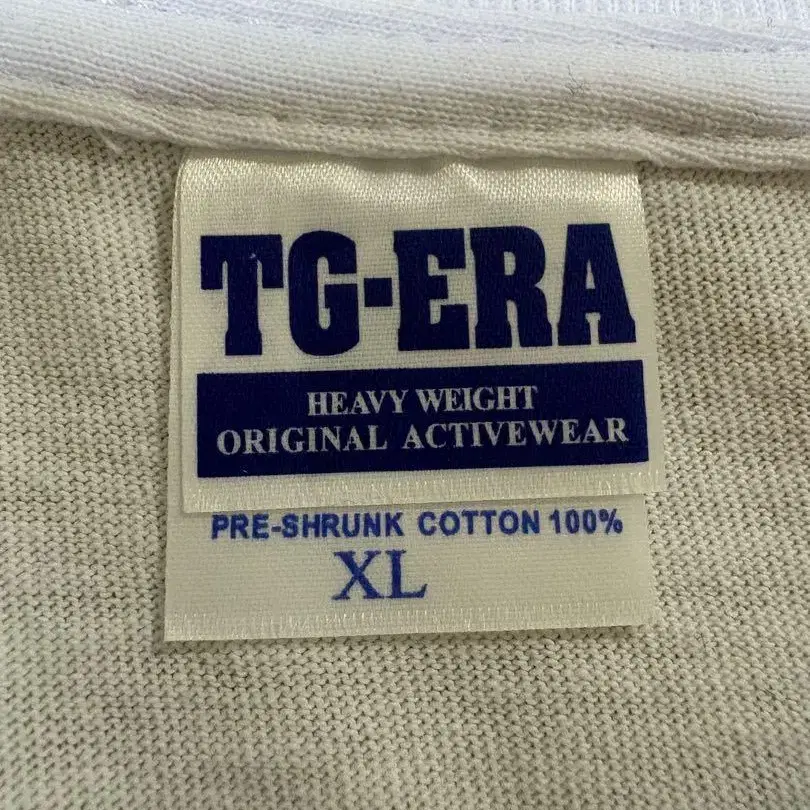 TG-ERA
HEAVY WEIGHT
ORIGINAL ACTIVEWEAR
PRE-SHRUNK COTTON 100%
XL